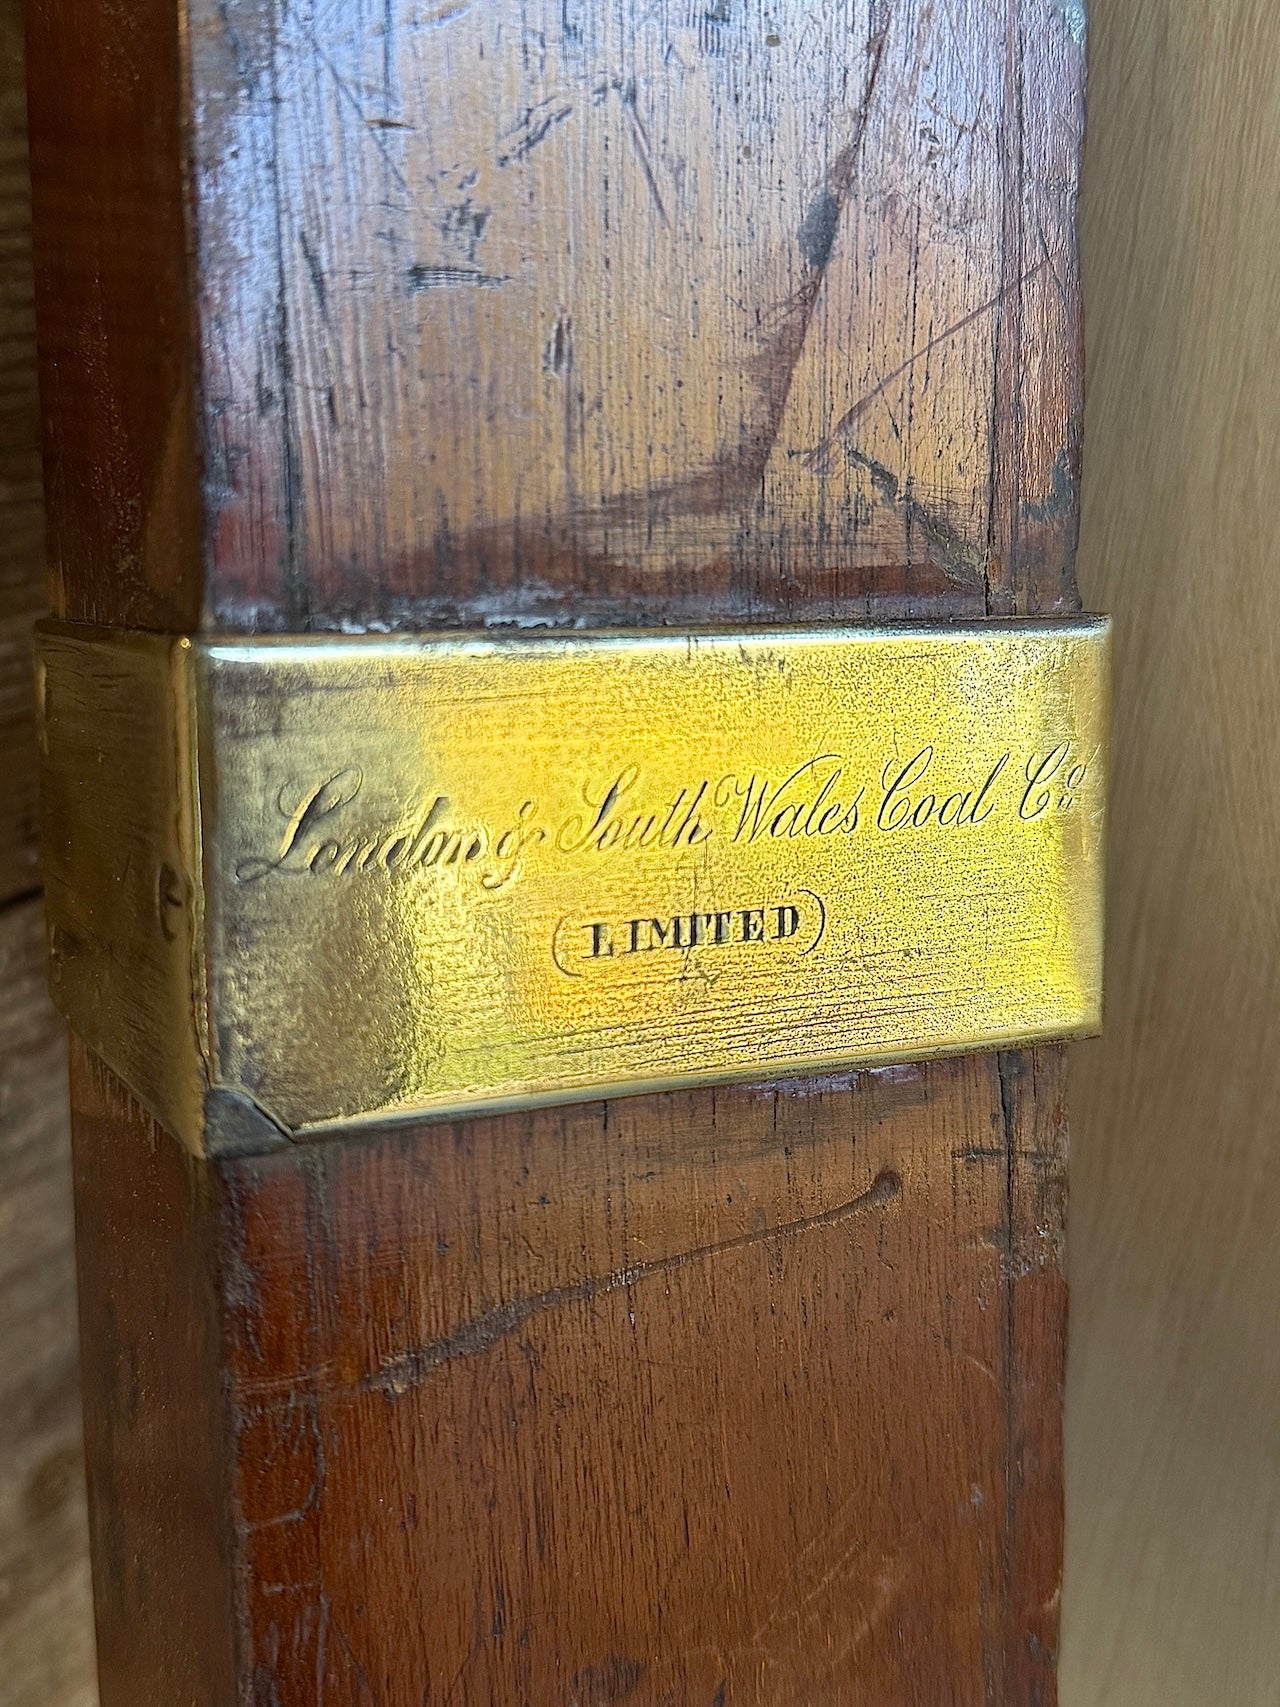 London & South Wales Coal Co
(LIMITED)